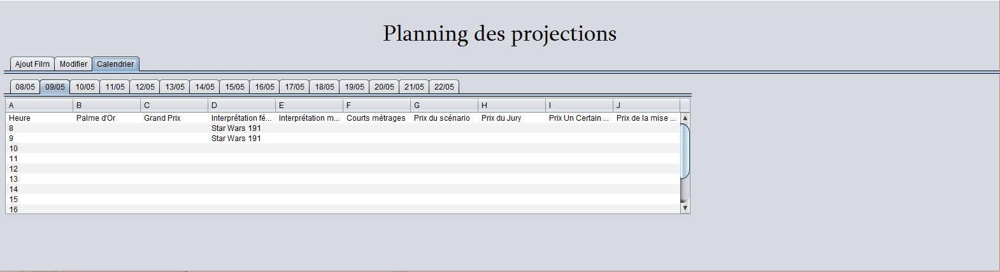 Planning des projections
Ajout Film Modifier Calendrier
08/05 09/05 10/05 11/05 12/05 13/05 14/05 15/05 16/05 17/05 18/05 19/05 20/05 21/05 22/05
A B C D E F G H I J
Heure Palme d'Or Grand Prix Interprétation fé... Interprétation m... Courts métrages Prix du scénario Prix du Jury Prix Un Certain ... Prix de la mise ...
8 Star Wars 191
9 Star Wars 191
10
11
12
13
14
15
16